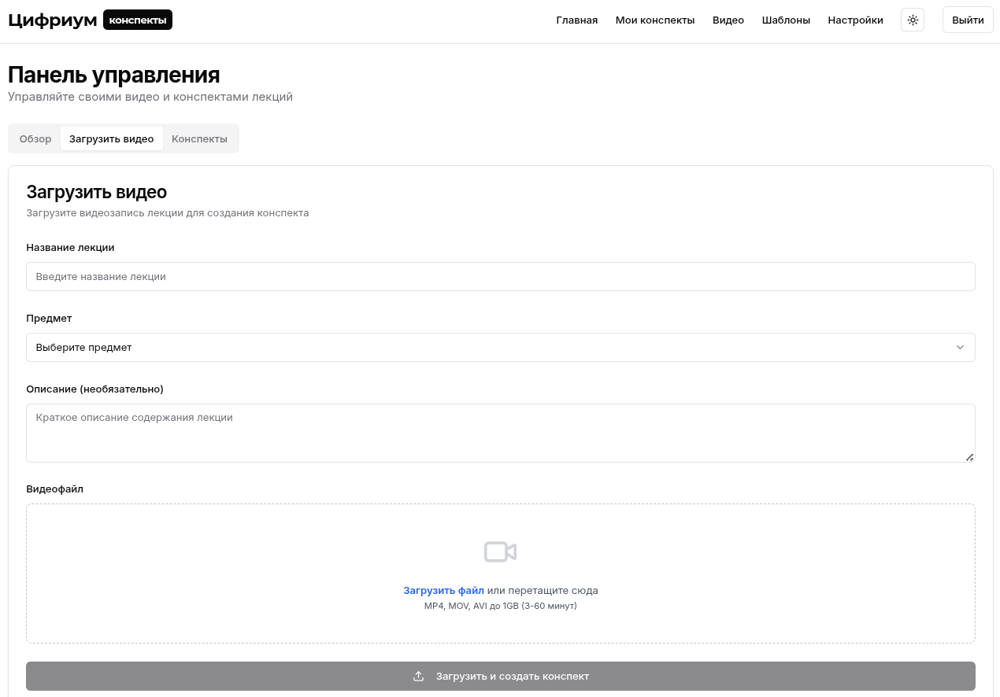 Цифриум конспекты Главная Мои конспекты Видео Шаблоны Настройки Выйти
Панель управления
Управляйте своими видео и конспектами лекций
Обзор Загрузить видео Конспекты
Загрузить видео
Загрузите видеозапись лекции для создания конспекта
Название лекции
Введите название лекции
Предмет
Выберите предмет
Описание (необязательно)
Краткое описание содержания лекции
Видеофайл
Загрузить файл или перетащите сюда
MP4, MOV, AVI до 1GB (3-60 минут)
Загрузить и создать конспект